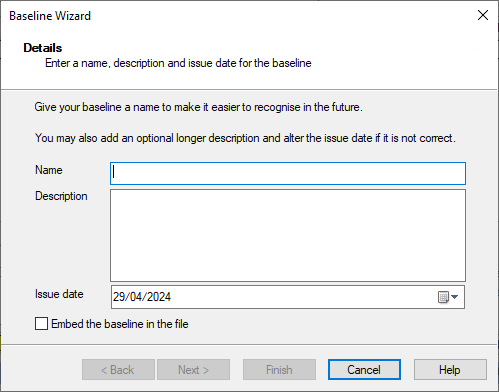 Baseline Wizard
Details
Enter a name, description and issue date for the baseline
Give your baseline a name to make it easier to recognise in the future.
You may also add an optional longer description and alter the issue date if it is not correct.
Name
Description
Issue date 29/04/2024
Embed the baseline in the file
< Back Next > Finish Cancel Help